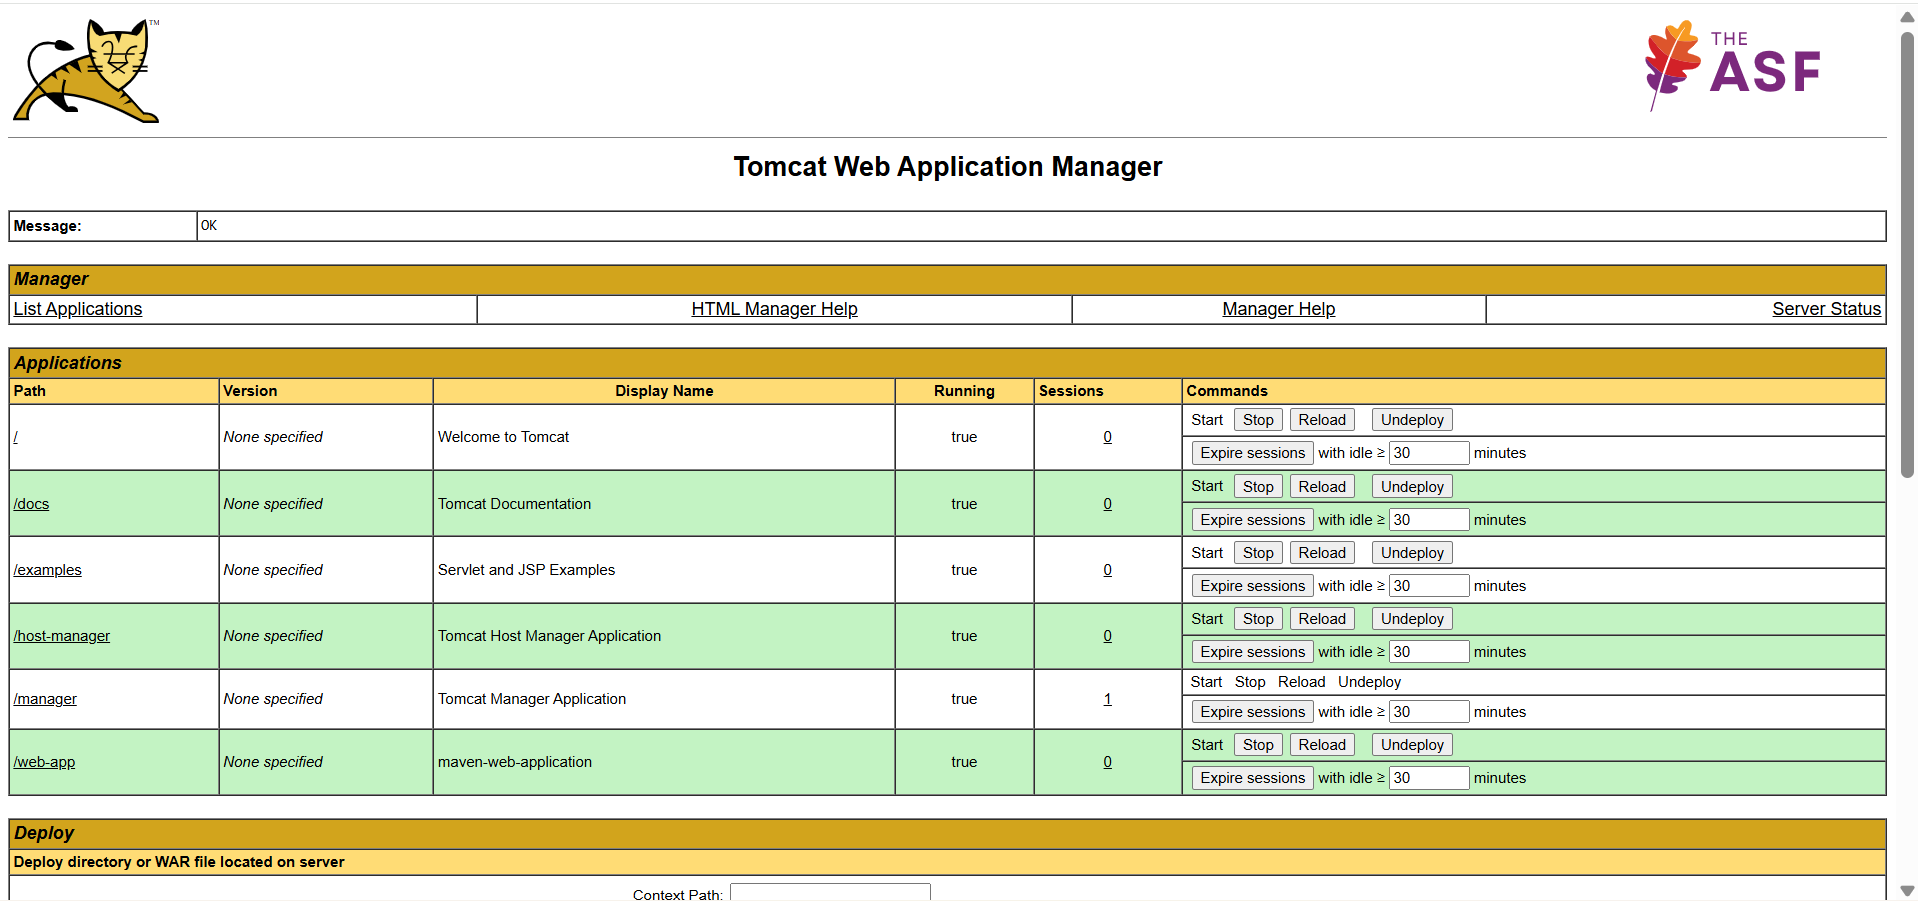 TM
THE
ASF
Tomcat Web Application Manager
Message: OK
Manager
List Applications HTML Manager Help Manager Help Server Status
Applications
Path Version Display Name Running Sessions Commands
/ None specified Welcome to Tomcat true 0 Start Stop Reload Undeploy
Expire sessions with idle ≥ 30 minutes
/docs None specified Tomcat Documentation true 0 Start Stop Reload Undeploy
Expire sessions with idle ≥ 30 minutes
/examples None specified Servlet and JSP Examples true 0 Start Stop Reload Undeploy
Expire sessions with idle ≥ 30 minutes
/host-manager None specified Tomcat Host Manager Application true 0 Start Stop Reload Undeploy
Expire sessions with idle ≥ 30 minutes
/manager None specified Tomcat Manager Application true 1 Start Stop Reload Undeploy
Expire sessions with idle ≥ 30 minutes
/web-app None specified maven-web-application true 0 Start Stop Reload Undeploy
Expire sessions with idle ≥ 30 minutes
Deploy
Deploy directory or WAR file located on server
Context Path: